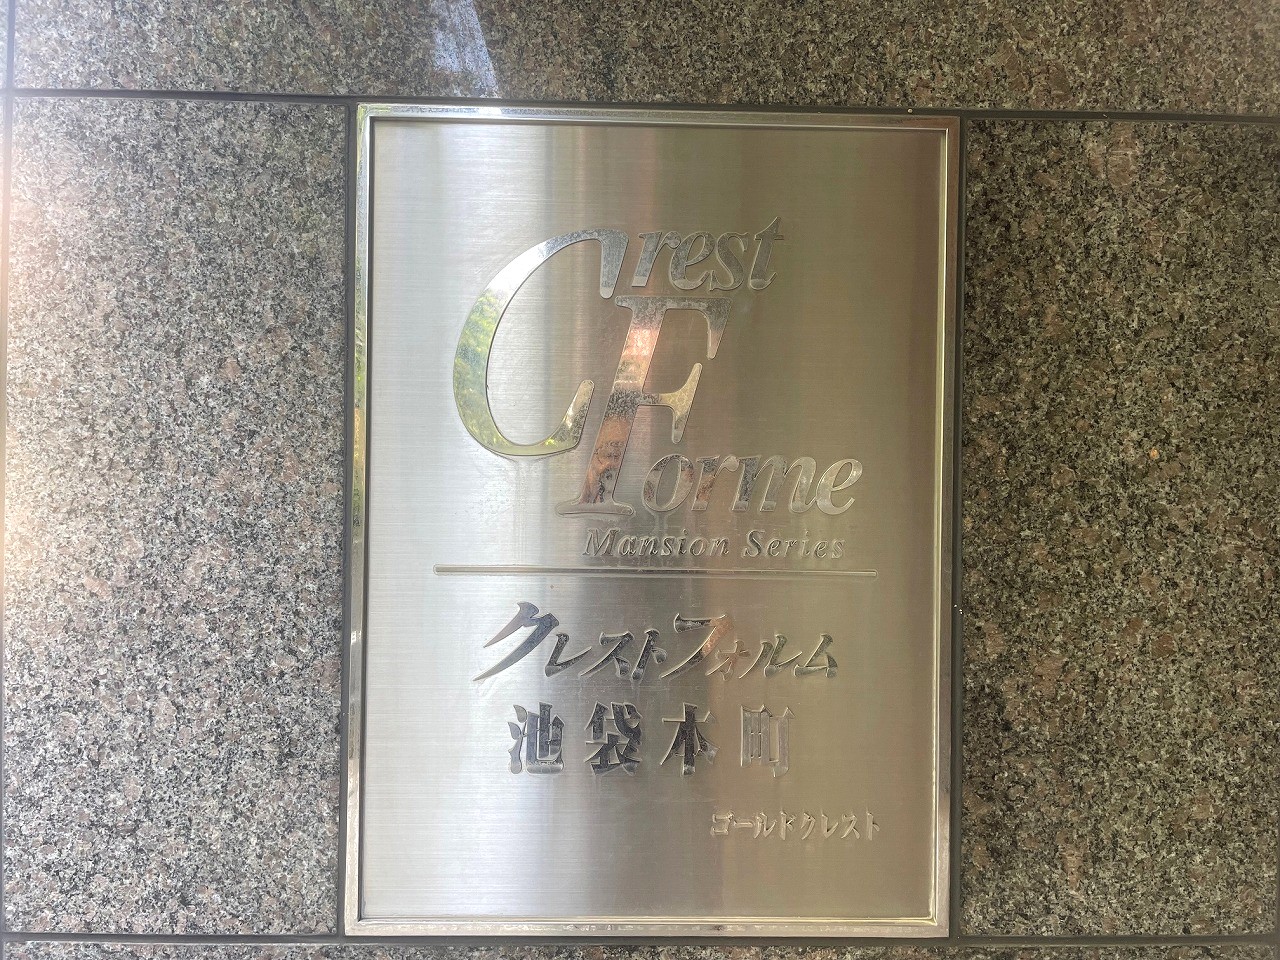 Crest
Forme
Mansion Series
クレストフォルム
池袋本町
ゴールドクレスト